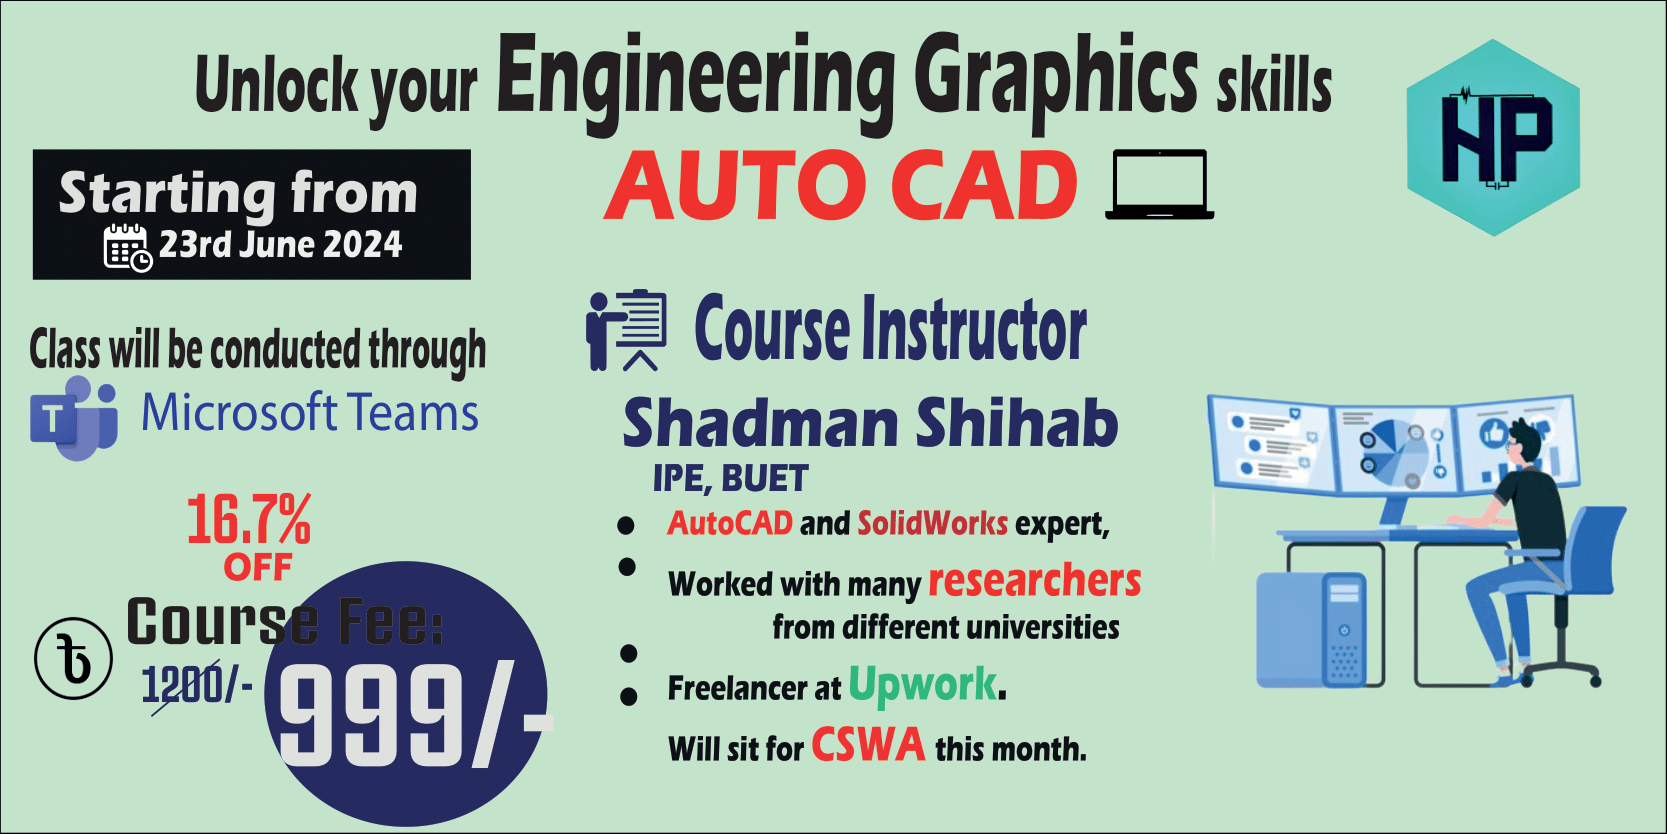 Unlock your Engineering Graphics skills
AUTO CAD
HP
Starting from
23rd June 2024
Class will be conducted through
T
Microsoft Teams
16.7%
OFF
Course Fee:
৳
1200/-
999/-
Course Instructor
Shadman Shihab
IPE, BUET
AutoCAD and SolidWorks expert,
Worked with many researchers
from different universities
Freelancer at Upwork.
Will sit for CSWA this month.